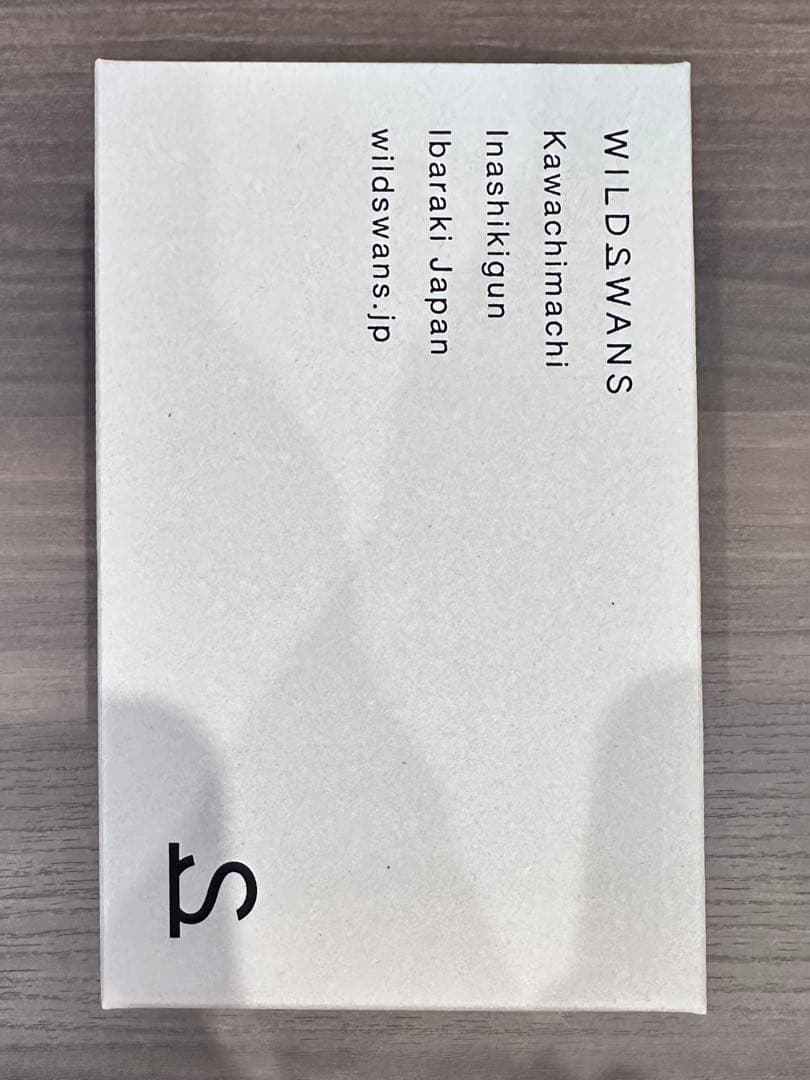 WILDSWANS
Kawachimachi
Inashikigun
Ibaraki Japan
wildswans.jp
S